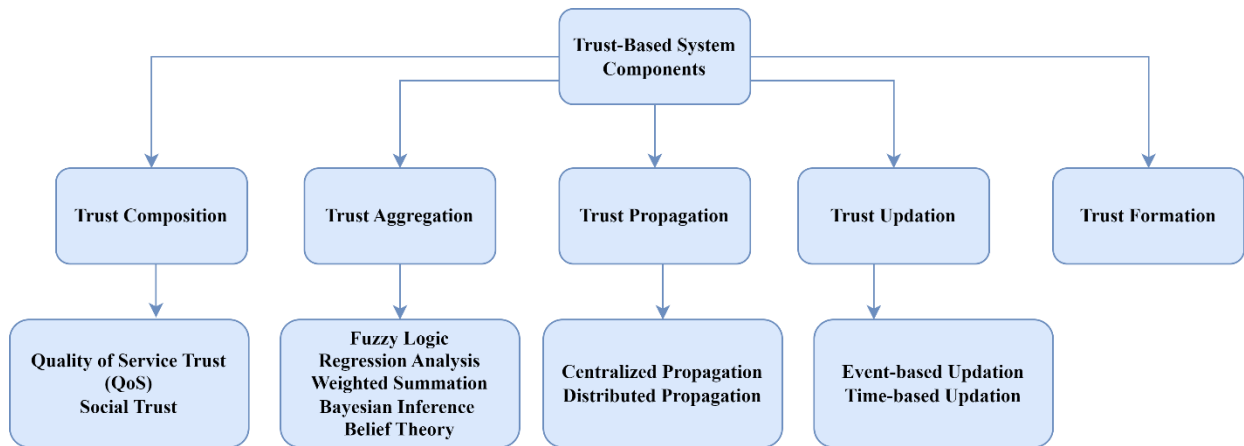 Trust-Based System
Components
Trust Composition
Trust Aggregation
Trust Propagation
Trust Updation
Trust Formation
Quality of Service Trust
(QoS)
Social Trust
Fuzzy Logic
Regression Analysis
Weighted Summation
Bayesian Inference
Belief Theory
Centralized Propagation
Distributed Propagation
Event-based Updation
Time-based Updation